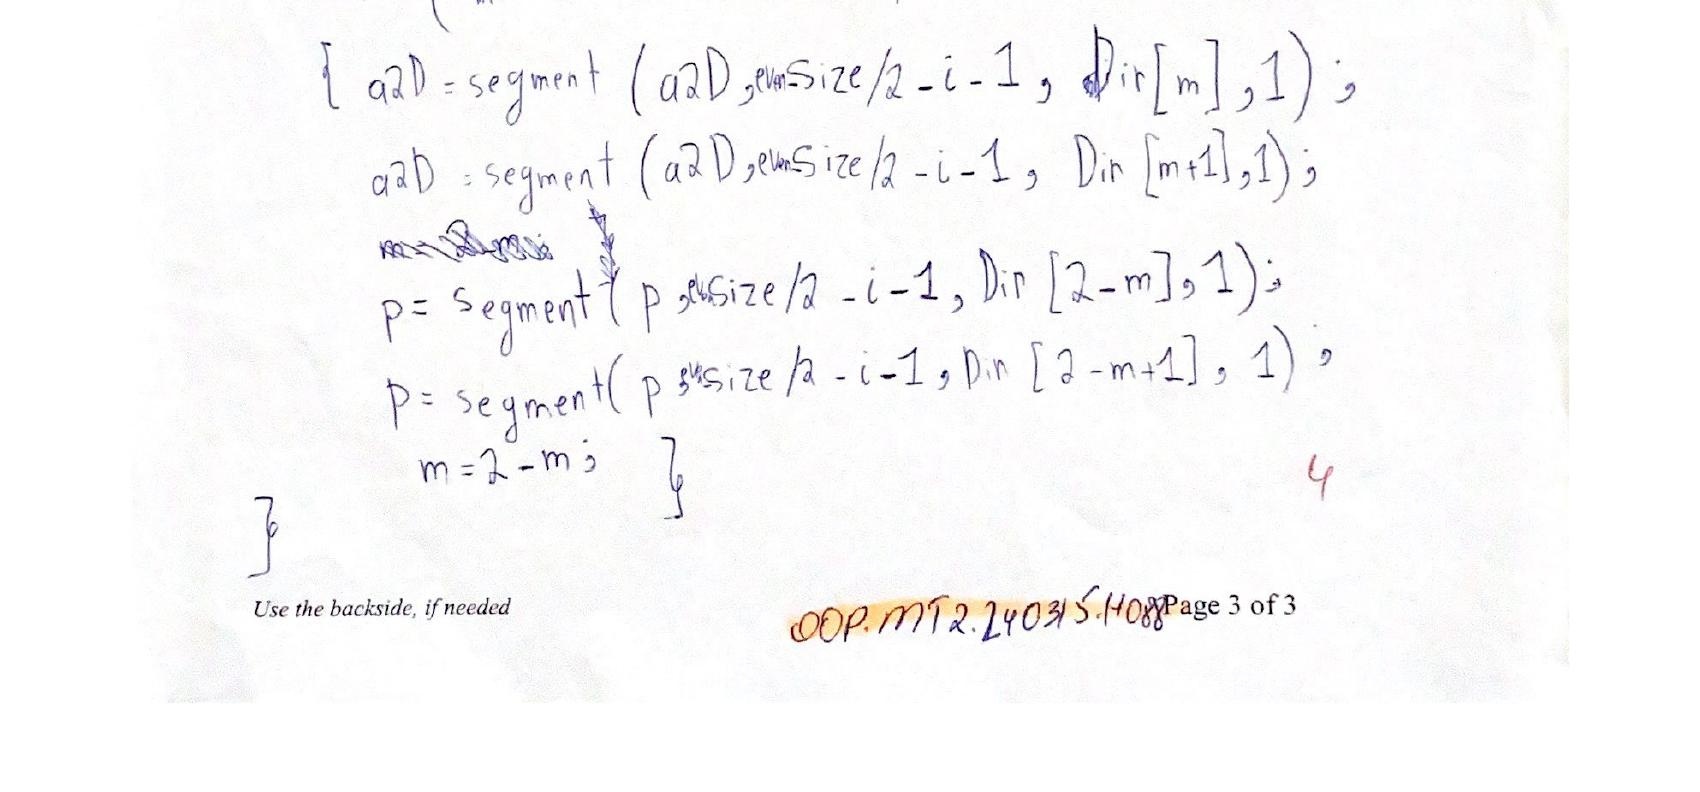 { a2D = segment (a2D, evenSize/2 - i - 1, Dir[m], 1);
a2D = segment (a2D, evenSize/2 - i - 1, Dir [m+1], 1);
p = segment ( p, evenSize/2 - i - 1, Dir [2-m], 1);
p = segment( p, evenSize/2 - i - 1, Dir [2-m+1], 1);
m = 2 - m; }
4
}
Use the backside, if needed
OOP.MT2.240315.H088 Page 3 of 3